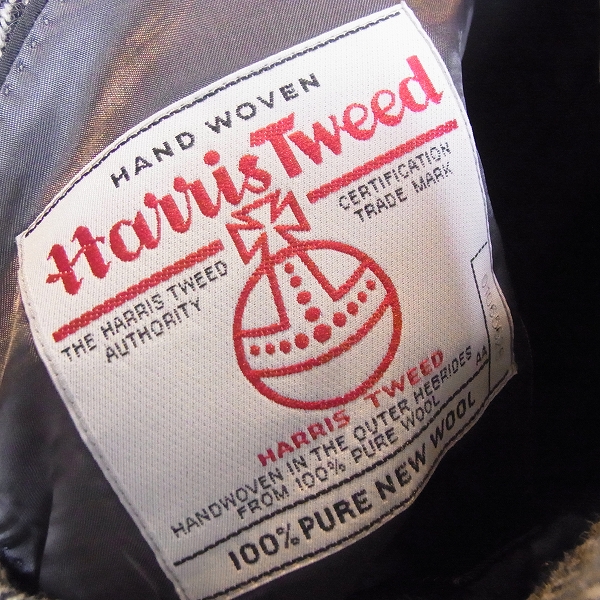 HAND WOVEN
Harris Tweed
THE HARRIS TWEED
AUTHORITY
CERTIFICATION
TRADE MARK
HARRIS TWEED
HANDWOVEN IN THE OUTER HEBRIDES
FROM 100% PURE WOOL
AA
100% PURE NEW WOOL